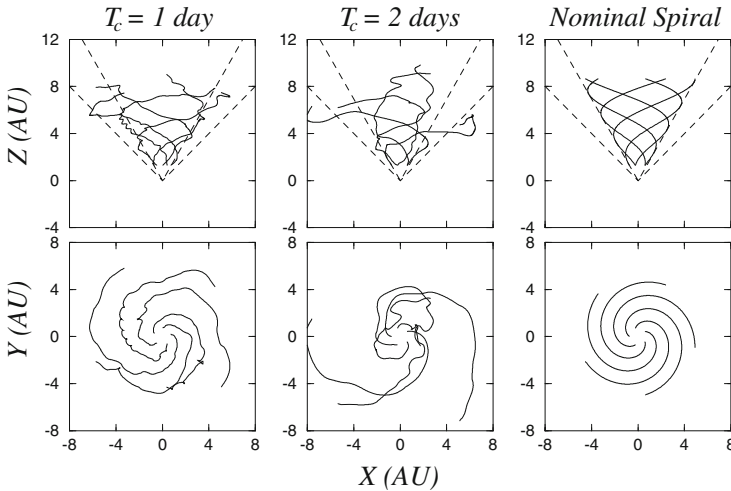 T_c = 1 day T_c = 2 days Nominal Spiral
12 12 12
8 8 8
4 4 4
0 0 0
-4 -4 -4
Z (AU)
8 8 8
4 4 4
0 0 0
-4 -4 -4
-8 -8 -8
Y (AU)
-8 -4 0 4 8 -8 -4 0 4 8 -8 -4 0 4 8
X (AU)